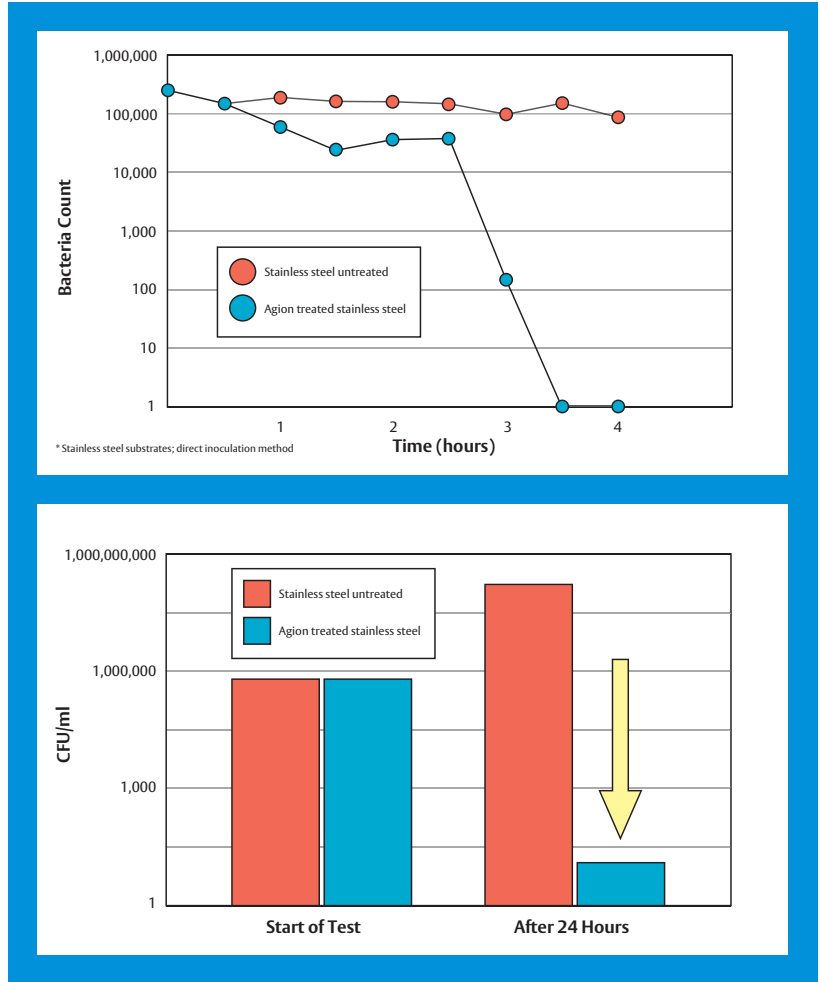 1,000,000
100,000
10,000
1,000
100
10
1
Bacteria Count
Stainless steel untreated
Agion treated stainless steel
1 2 3 4
* Stainless steel substrates; direct inoculation method
Time (hours)
1,000,000,000
1,000,000
1,000
1
CFU/ml
Stainless steel untreated
Agion treated stainless steel
Start of Test After 24 Hours